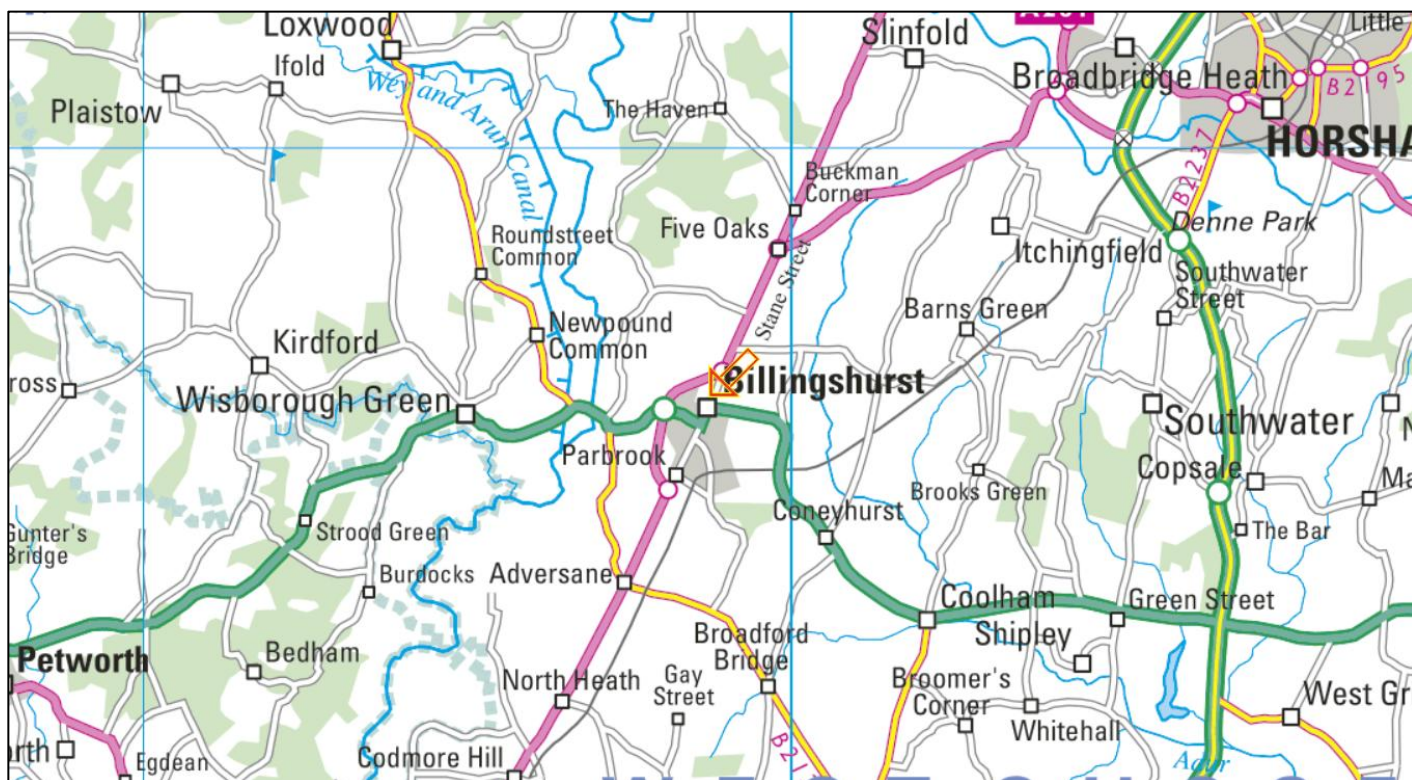 Loxwood
Ifold
Plaistow
Wey and Arun Canal
The Haven
Slinfold
Little
Broadbridge Heath
B2195
HORSHA
B2237
Buckman
Corner
Five Oaks
Stane Street
Roundstreet
Common
Itchingfield
Denne Park
Southwater
Street
Barns Green
Kirdford
Newpound
Common
ross
Wisborough Green
Billingshurst
Southwater
Parbrook
Copsale
Ma
Brooks Green
Coneyhurst
Gunter's
Bridge
Strood Green
The Bar
Burdocks
Adversane
Coolham
Green Street
Shipley
Petworth
Bedham
Broadford
Bridge
North Heath
Gay
Street
Broomer's
Corner
West Gr
Whitehall
orth
Egdean
Codmore Hill
B21
Adur